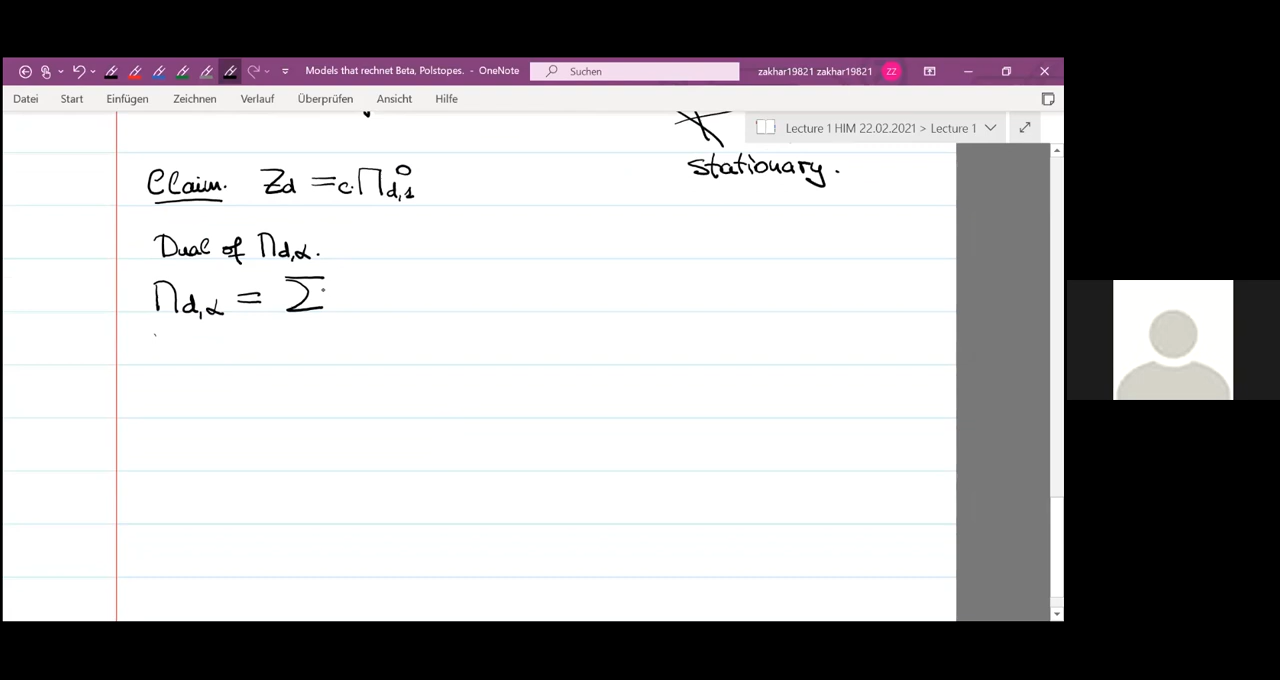 Models that rechnet Beta, Polstopes. - OneNote
Suchen
zakhar19821 zakhar19821
ZZ
Datei Start Einfügen Zeichnen Verlauf Überprüfen Ansicht Hilfe
Lecture 1 HIM 22.02.2021 > Lecture 1
stationary.
Claim. Zd = c·Π°d,1
Dual of Πd,α.
Πd,α = Σ